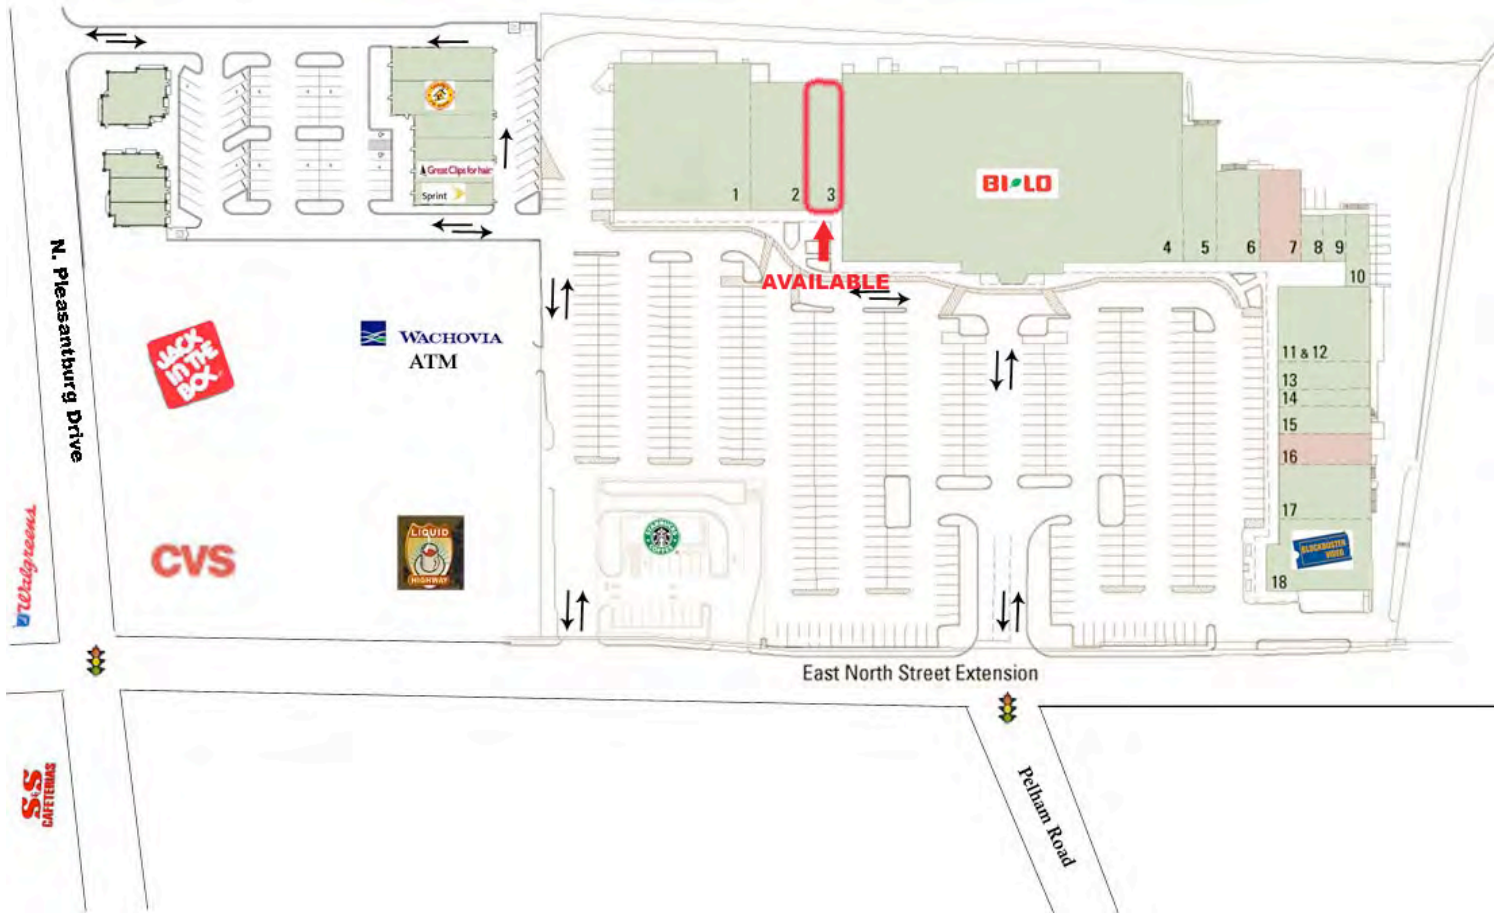 BI-LO
1
2
3
4
5
6
7
8
9
10
AVAILABLE
Great Clips for hair
Sprint
N. Pleasantburg Drive
JACK
IN THE
BOX
WACHOVIA
ATM
11 & 12
13
14
15
16
17
18
BLOCKBUSTER
VIDEO
Walgreens
CVS
LIQUID
HIGHWAY
STARBUCKS
COFFEE
East North Street Extension
S&S
CAFETERIAS
Pelham Road